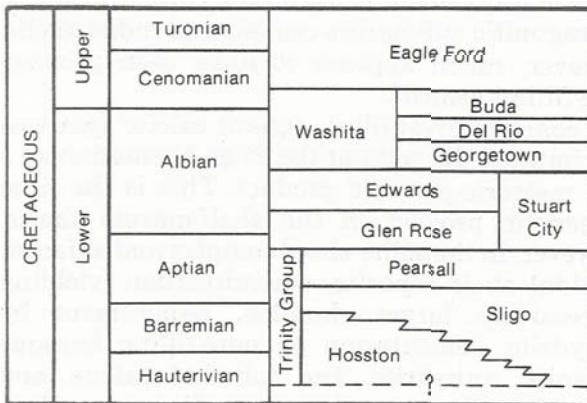 CRETACEOUS
Upper
Lower
Turonian
Cenomanian
Albian
Aptian
Barremian
Hauterivian
Eagle Ford
Washita
Buda
Del Rio
Georgetown
Edwards
Glen Rose
Stuart
City
Trinity Group
Pearsall
Sligo
Hosston
?